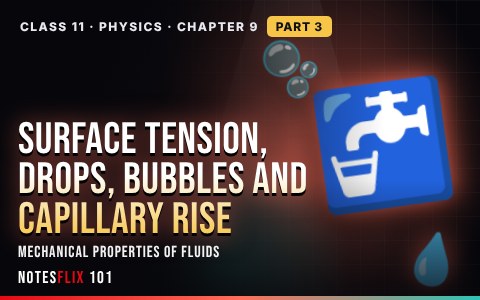 CLASS 11 · PHYSICS · CHAPTER 9 PART 3
SURFACE TENSION,
DROPS, BUBBLES AND
CAPILLARY RISE
MECHANICAL PROPERTIES OF FLUIDS
NOTESFLIX 101